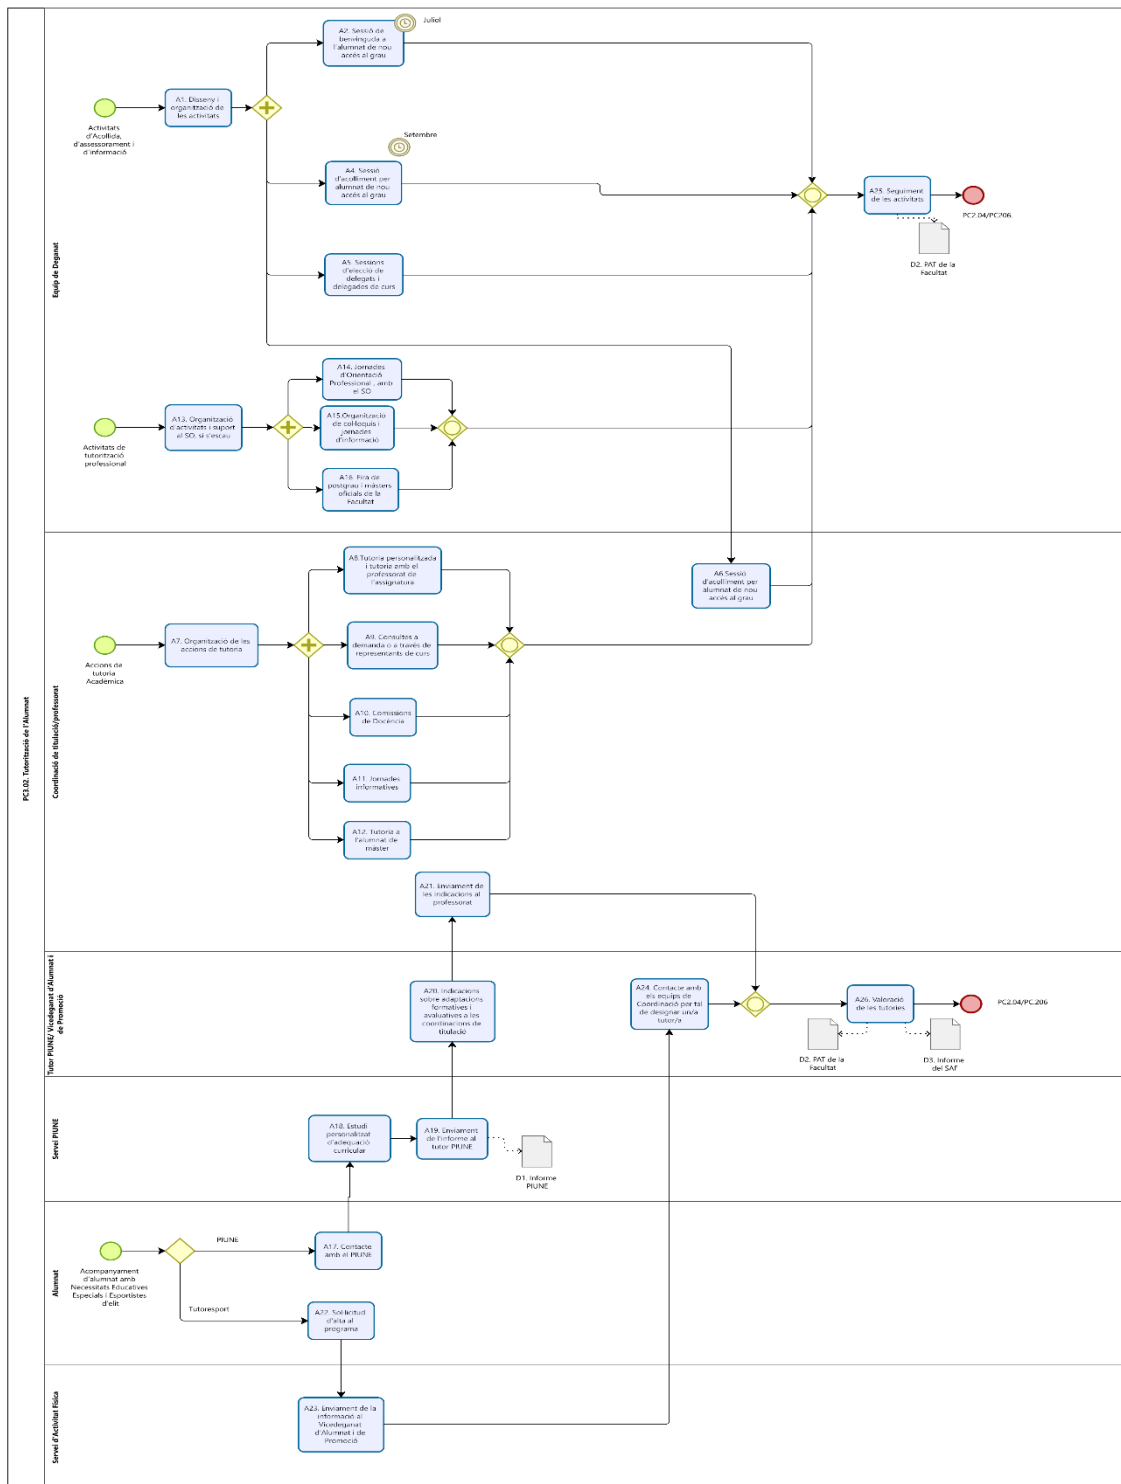 PC3.02. Tutorització de l'Alumnat
Equip de Deganat
Activitats
d'Acollida,
d'assessorament i
d'informació
A1. Disseny i
organització de
les activitats
A2. Sessió de
benvinguda a
l'alumnat de nou
accés al grau
Juliol
Setembre
A4. Sessió
d'acolliment per
alumnat de nou
accés al grau
A5. Sessions
d'elecció de
delegats i
delegades de curs
A25. Seguiment
de les activitats
PC2.04/PC206
D2. PAT de la
Facultat
Activitats de
tutorització
professional
A13. Organització
d'activitats i suport
al SO, si s'escau
A14. Jornades
d'Orientació
Professional , amb
el SO
A15.Organització
de col·loquis i
jornades
d'informació
A16. Fira de
postgrau i màsters
oficials de la
Facultat
Coordinació de titulació/professorat
Accions de
tutoria
Acadèmica
A7. Organització de les
accions de tutoria
A8.Tutoria personalitzada
i tutoria amb el
professorat de
l'assignatura
A9. Consultes a
demanda o a través de
representants de curs
A10. Comissions
de Docència
A11. Jornades
informatives
A12. Tutoria a
l'alumnat de
màster
A6.Sessió
d'acolliment per
alumnat de nou
accés al grau
A21. Enviament de
les indicacions al
professorat
Tutor PIUNE/ Vicedeganat d'Alumnat i
de Promoció
A20. Indicacions
sobre adaptacions
formatives i
avaluatives a les
coordinacions de
titulació
A24. Contacte amb
els equips de
Coordinació per tal
de designar un/a
tutor/a
A26. Valoració
de les tutories
PC2.04/PC.206
D2. PAT de la
Facultat
D3. Informe
del SAF
Servei PIUNE
A18. Estudi
personalitzat
d'adequació
curricular
A19. Enviament
de l'informe al
tutor PIUNE
D1. Informe
PIUNE
Alumnat
Acompanyament
d'alumnat amb
Necessitats Educatives
Especials i Esportistes
d'elit
PIUNE
A17. Contacte
amb el PIUNE
Tutoresport
A22. Sol·licitud
d'alta al
programa
Servei d'Activitat Física
A23. Enviament de la
informació al
Vicedeganat
d'Alumnat i de
Promoció